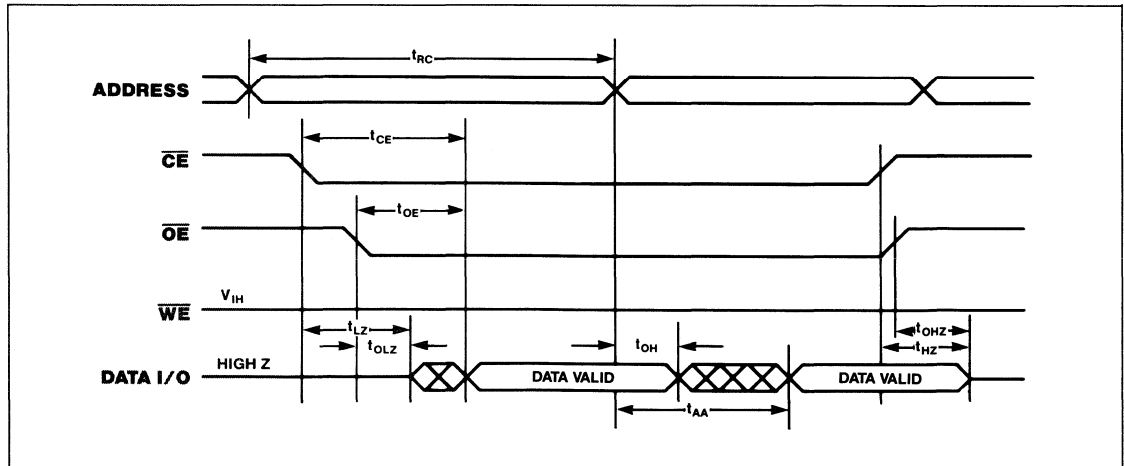 tRC
ADDRESS
tCE
CE
tOE
OE
VIH
WE
tLZ
tOHZ
tOLZ
tOH
tHZ
HIGH Z
DATA I/O
DATA VALID
DATA VALID
tAA